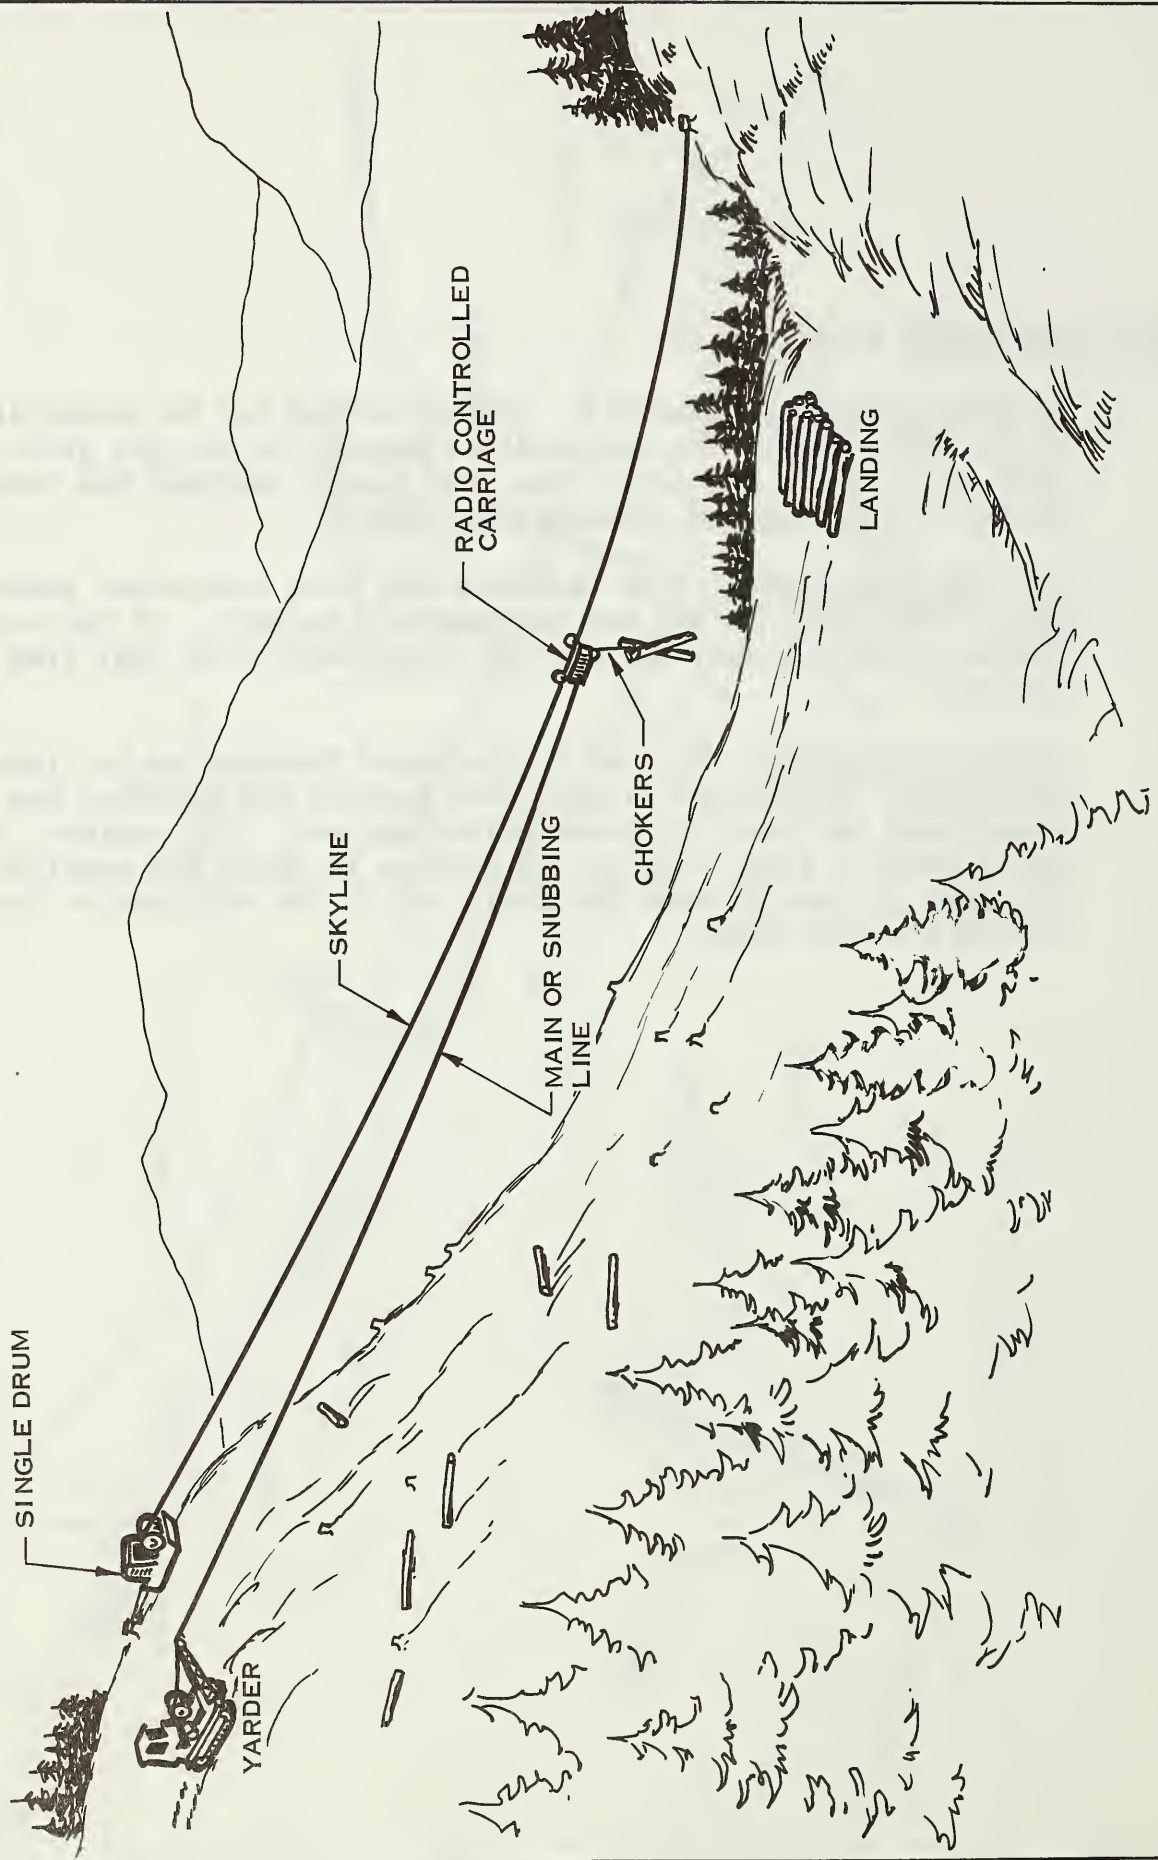 SINGLE DRUM
YARDER
SKYLINE
MAIN OR SNUBBING
LINE
RADIO CONTROLLED
CARRIAGE
CHOKERS
LANDING